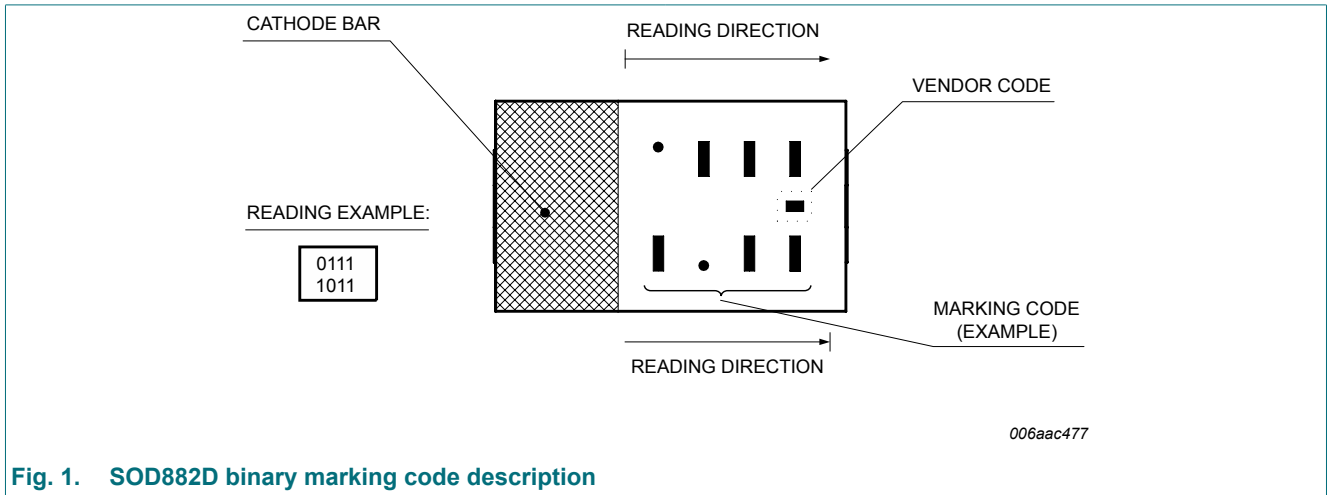 CATHODE BAR
READING DIRECTION
VENDOR CODE
READING EXAMPLE:
0111
1011
MARKING CODE
(EXAMPLE)
READING DIRECTION
006aac477
Fig. 1. SOD882D binary marking code description